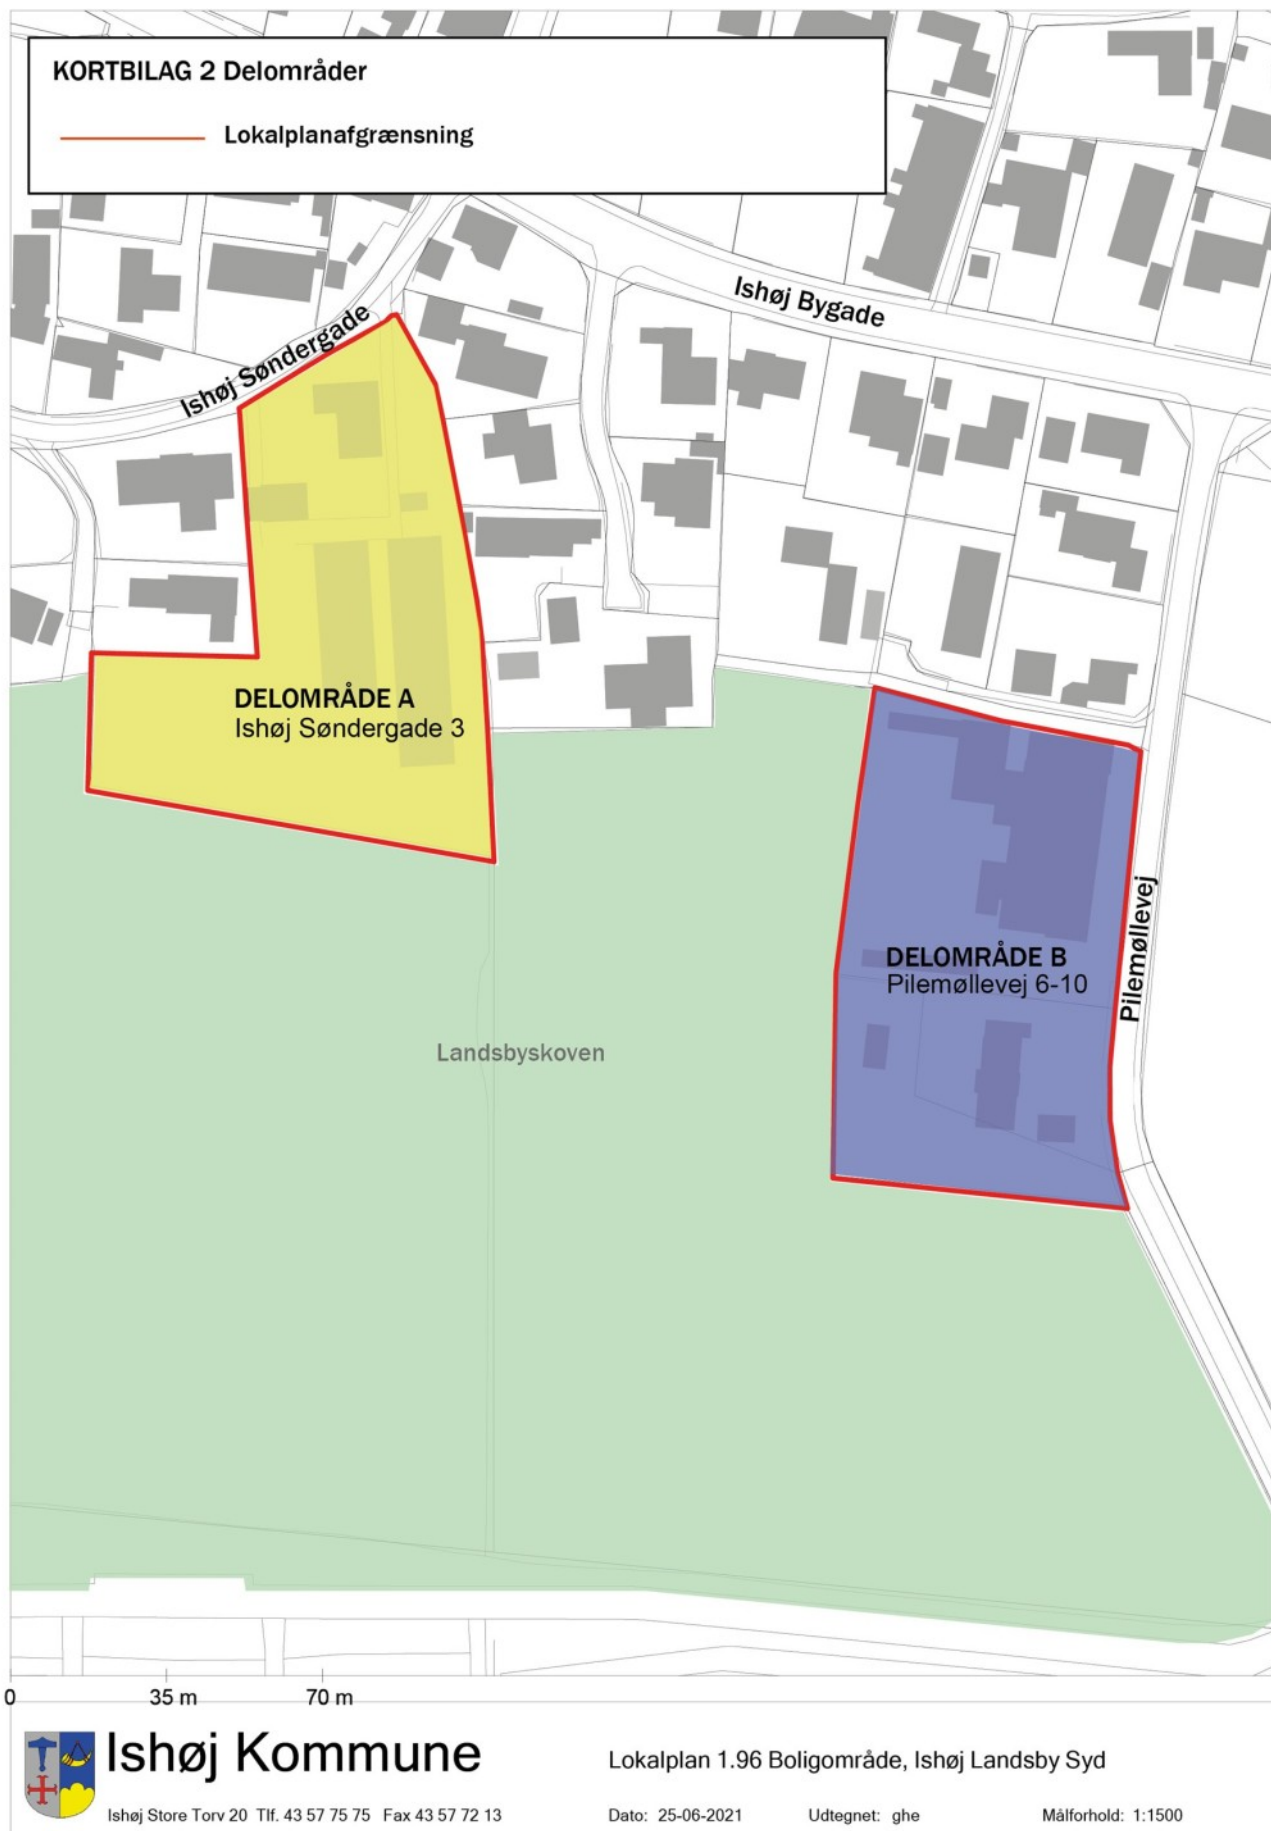 KORTBILAG 2 Delområder
Lokalplanafgrænsning
Ishøj Bygade
Ishøj Søndergade
DELOMRÅDE A
Ishøj Søndergade 3
Pilemøllevej
DELOMRÅDE B
Pilemøllevej 6-10
Landsbyskoven
0 35 m 70 m
Ishøj Kommune
Lokalplan 1.96 Boligområde, Ishøj Landsby Syd
Ishøj Store Torv 20 Tlf. 43 57 75 75 Fax 43 57 72 13
Dato: 25-06-2021 Udtegnet: ghe Målforhold: 1:1500